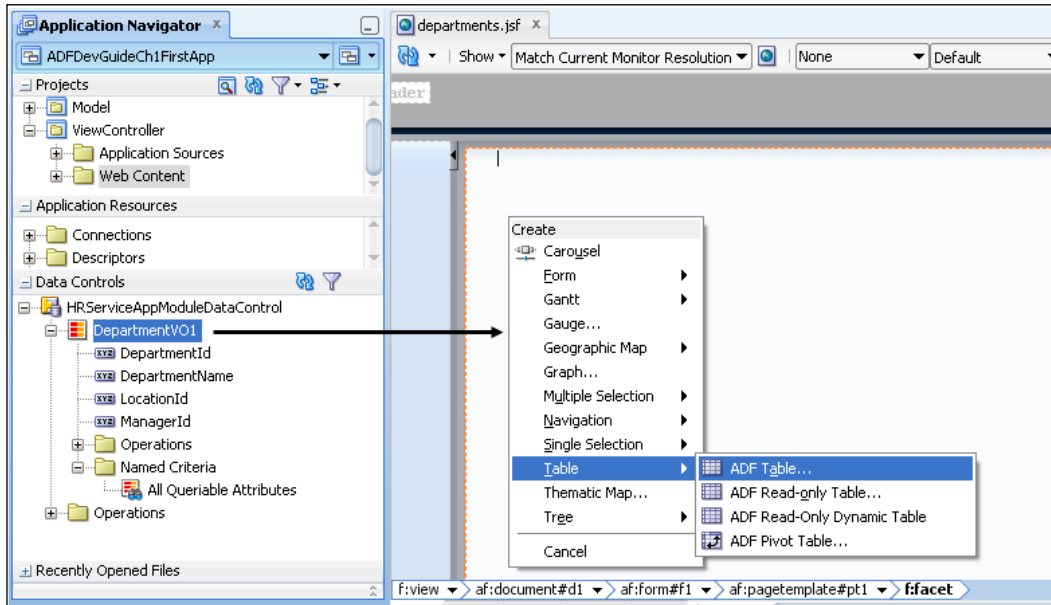 Application Navigator
ADFDevGuideCh1FirstApp
Projects
Model
ViewController
Application Sources
Web Content
Application Resources
Connections
Descriptors
Data Controls
HRServiceAppModuleDataControl
DepartmentVO1
DepartmentId
DepartmentName
LocationId
ManagerId
Operations
Named Criteria
All Queriable Attributes
Operations
Recently Opened Files
departments.jsf
Show Match Current Monitor Resolution None Default
ader
Create
Carousel
Form
Gantt
Gauge...
Geographic Map
Graph...
Multiple Selection
Navigation
Single Selection
Table
Thematic Map...
Tree
Cancel
ADF Table...
ADF Read-only Table...
ADF Read-Only Dynamic Table
ADF Pivot Table...
f:view af:document#d1 af:form#f1 af:pagetemplate#pt1 f:facet